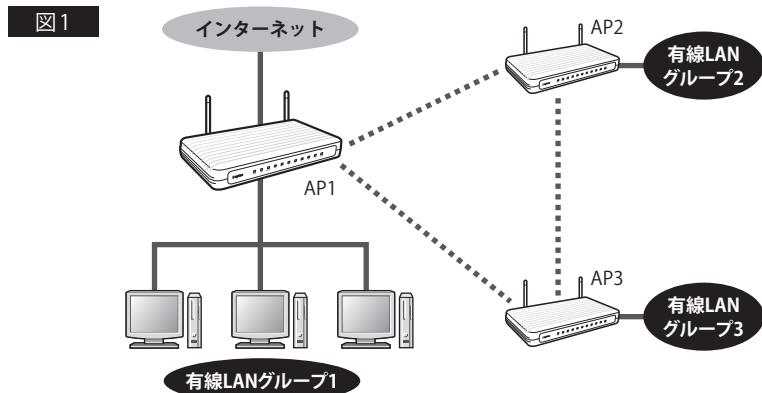 図1
インターネット
AP1
AP2
有線LAN
グループ2
AP3
有線LAN
グループ3
有線LANグループ1